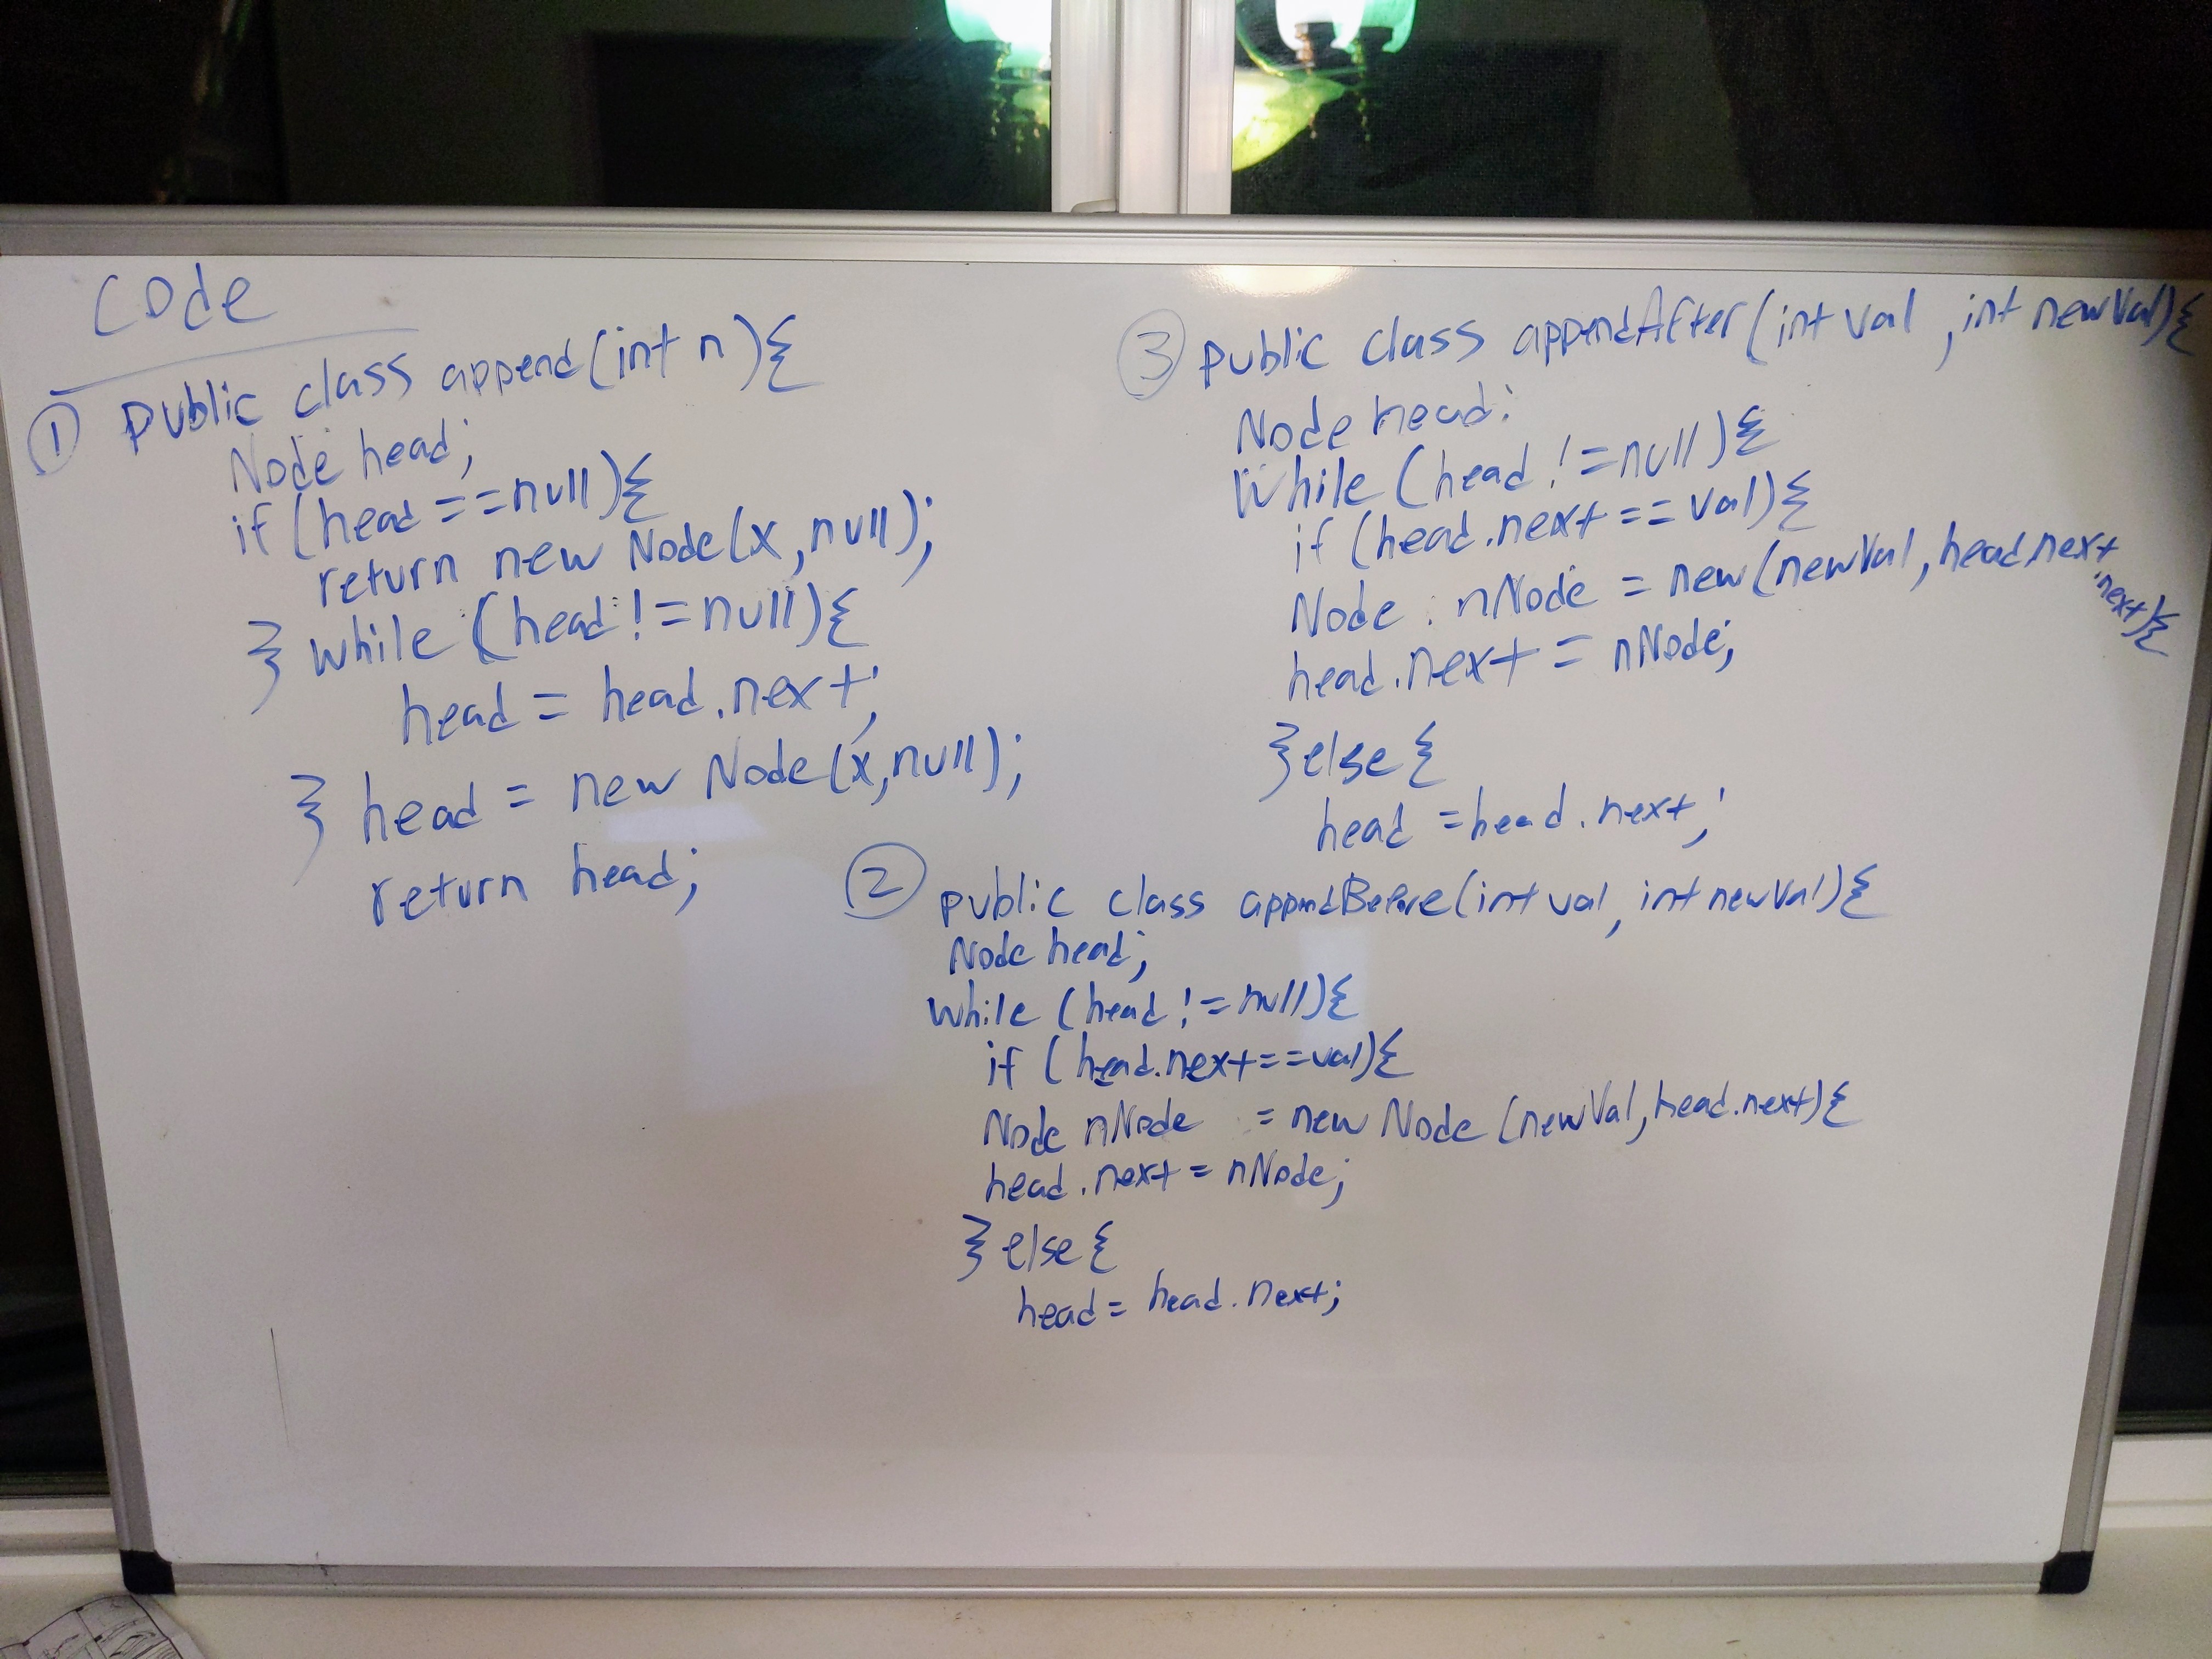 Code
① public class append(int n){
Node head;
if (head==null){
return new Node(x,null);
} while (head!=null){
head = head.next;
} head = new Node(x,null);
return head;
③ public class appendAfter(int val, int newVal){
Node head:
While (head!=null){
if (head.next==val){
Node nNode = new(newVal, head.next
.next){
head.next = nNode;
}else{
head = head.next;
② public class appendBefore(int val, int newVal){
Node head;
while (head!=null){
if (head.next==val){
Node nNode = new Node (newVal, head.next){
head.next = nNode;
} else{
head = head.next;